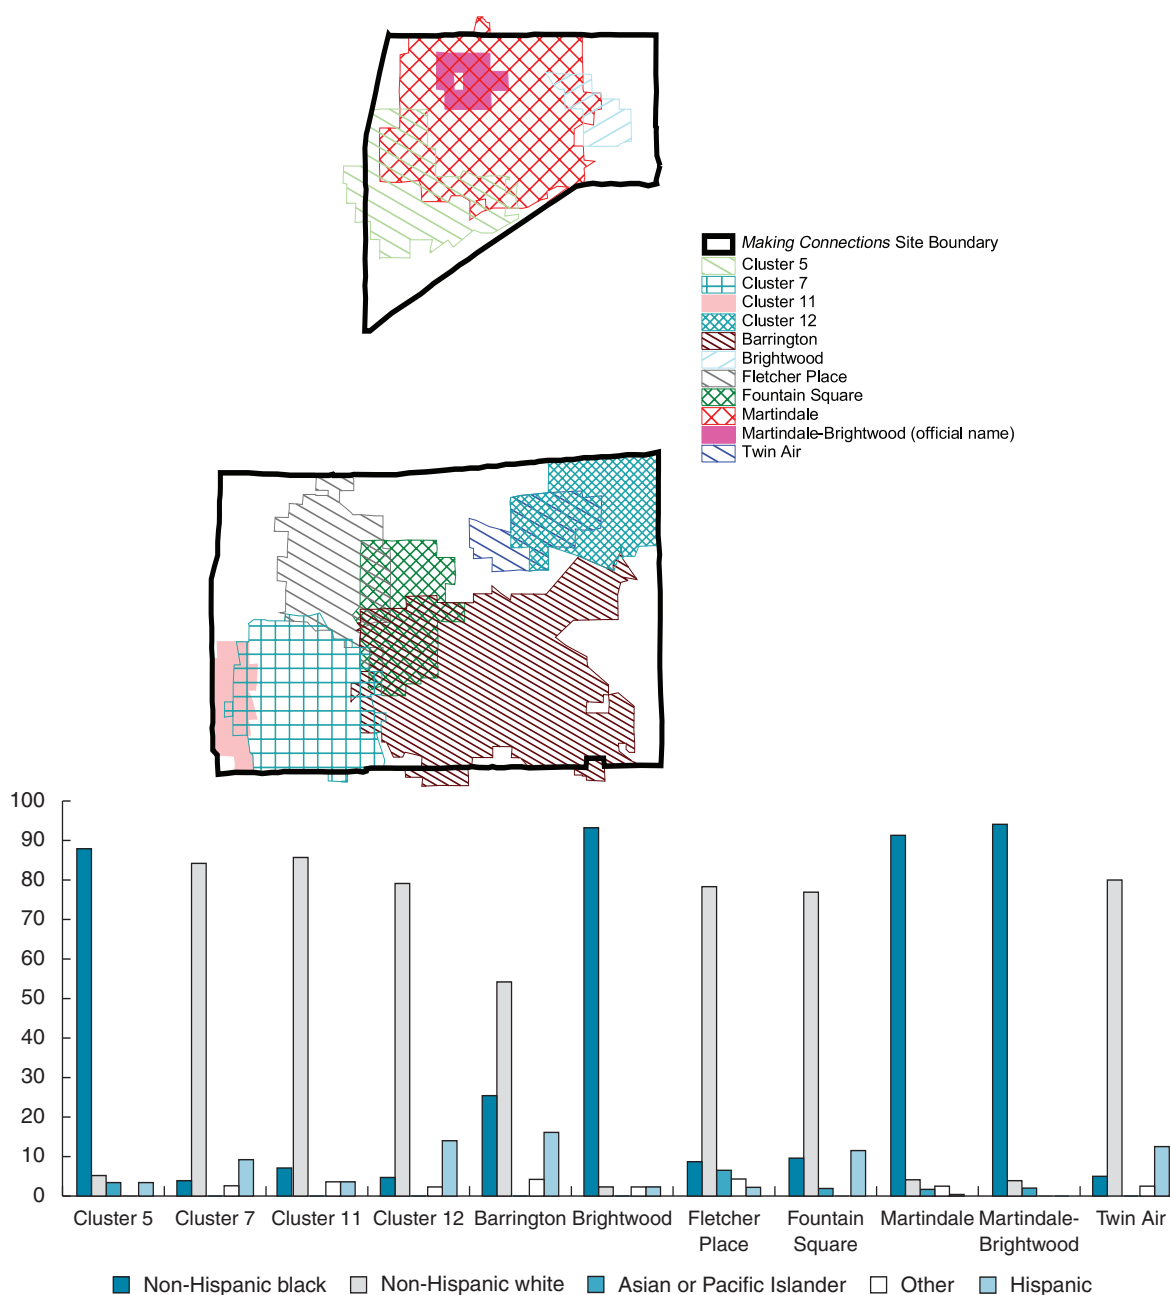 Making Connections Site Boundary
Cluster 5
Cluster 7
Cluster 11
Cluster 12
Barrington
Brightwood
Fletcher Place
Fountain Square
Martindale
Martindale-Brightwood (official name)
Twin Air
100
90
80
70
60
50
40
30
20
10
0
Cluster 5 Cluster 7 Cluster 11 Cluster 12 Barrington Brightwood Fletcher Fountain Martindale Martindale- Twin Air
Place Square Brightwood
Non-Hispanic black Non-Hispanic white Asian or Pacific Islander Other Hispanic